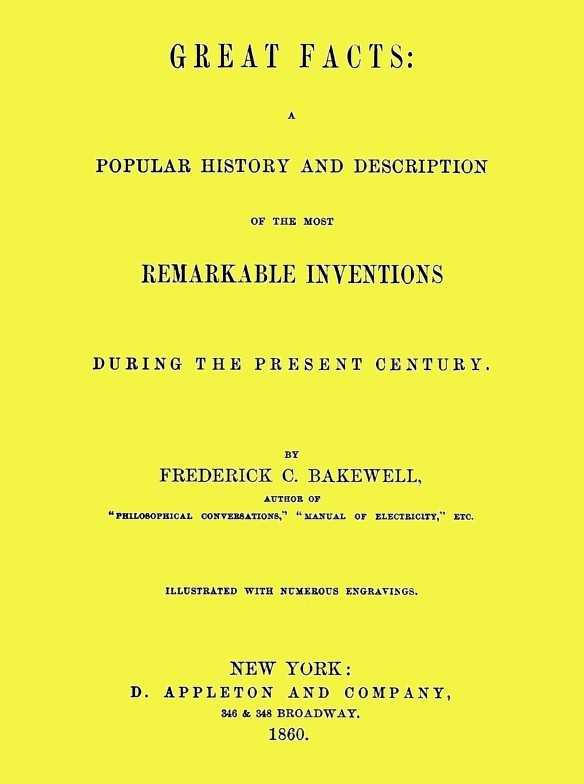 GREAT FACTS:
A
POPULAR HISTORY AND DESCRIPTION
OF THE MOST
REMARKABLE INVENTIONS
DURING THE PRESENT CENTURY.
BY
FREDERICK C. BAKEWELL,
AUTHOR OF
"PHILOSOPHICAL CONVERSATIONS," "MANUAL OF ELECTRICITY," ETC.
ILLUSTRATED WITH NUMEROUS ENGRAVINGS.
NEW YORK:
D. APPLETON AND COMPANY,
346 & 348 BROADWAY.
1860.